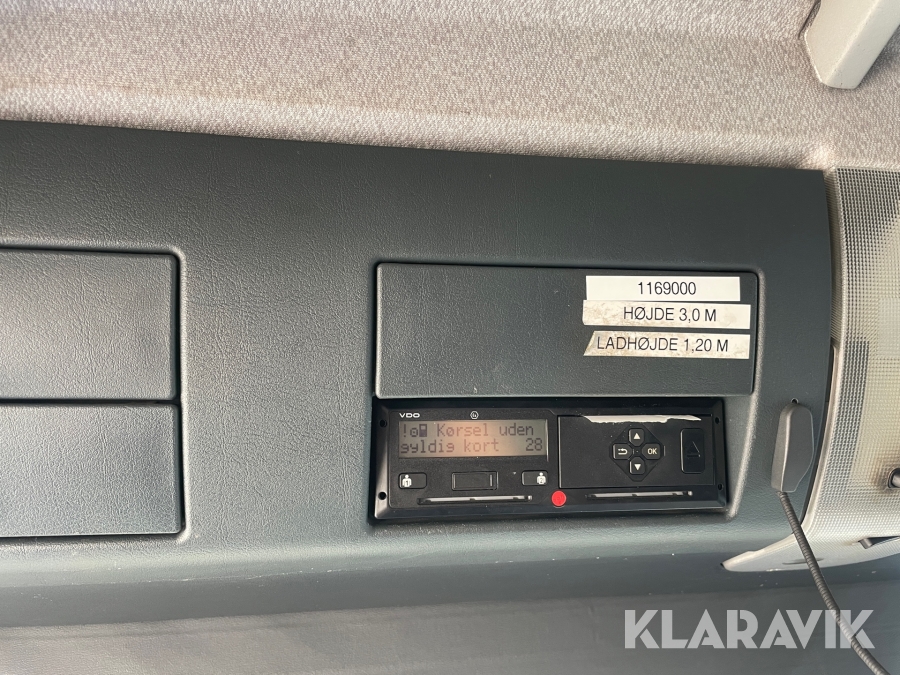 1169000
HØJDE 3,0 M
LADHØJDE 1,20 M
VDO
Kørsel uden
gyldig kort 28
OK
KLARAVIK